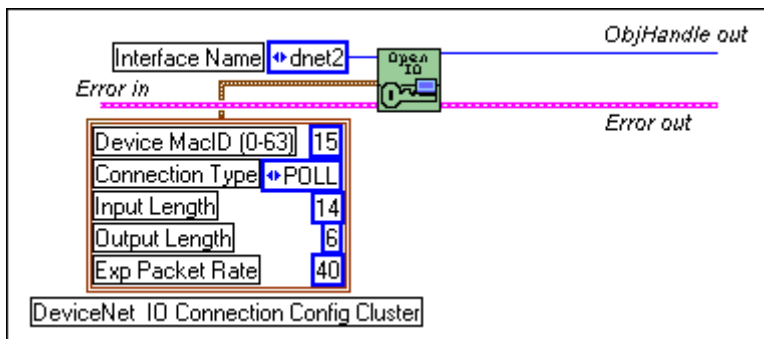 ObjHandle out
Interface Name dnet2
Open IO
Error in
Error out
Device MacID (0-63) 15
Connection Type POLL
Input Length 14
Output Length 6
Exp Packet Rate 40
DeviceNet IO Connection Config Cluster